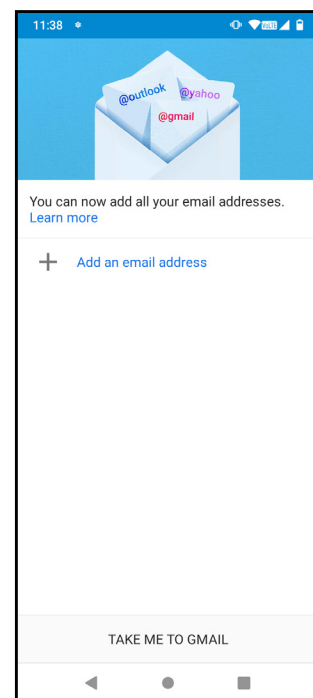 11:38
VoLTE
@outlook @yahoo
@gmail
You can now add all your email addresses.
Learn more
Add an email address
TAKE ME TO GMAIL